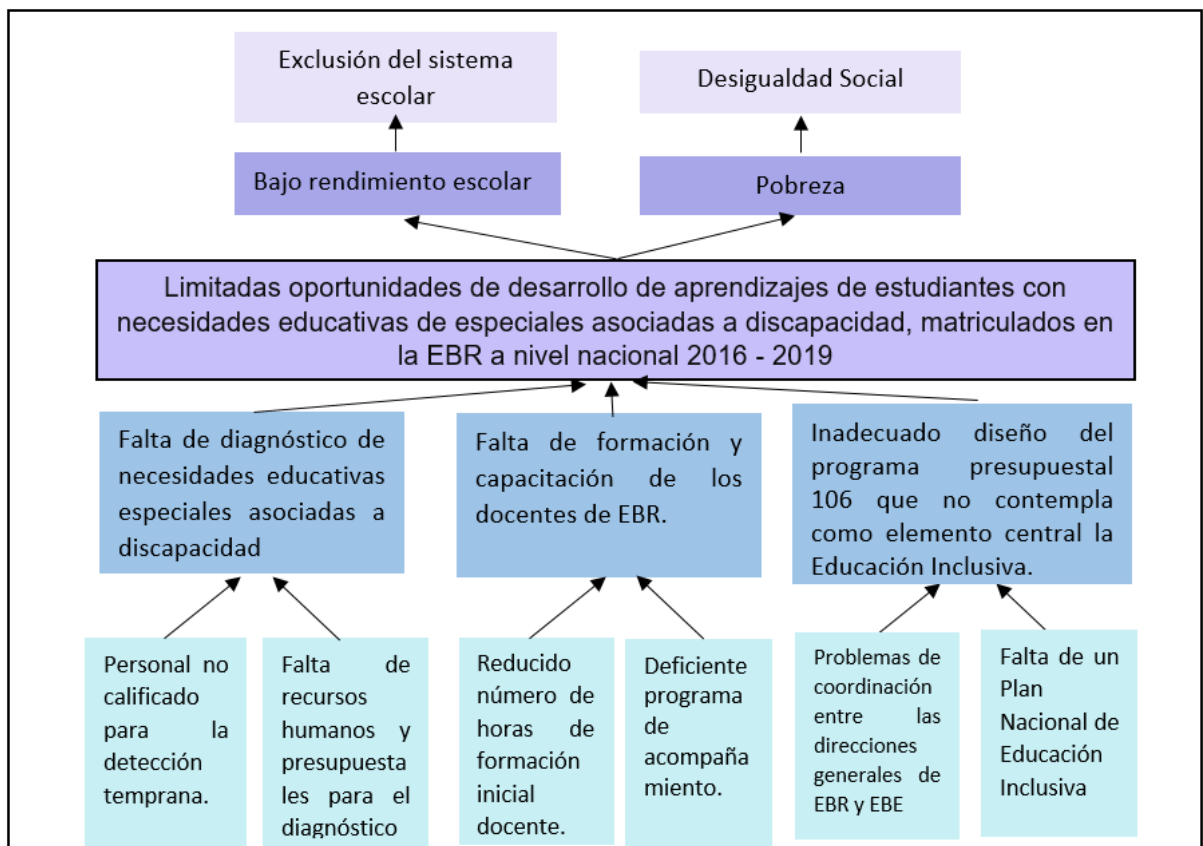 Exclusión del sistema
escolar
Desigualdad Social
Bajo rendimiento escolar
Pobreza
Limitadas oportunidades de desarrollo de aprendizajes de estudiantes con
necesidades educativas de especiales asociadas a discapacidad, matriculados en
la EBR a nivel nacional 2016 - 2019
Falta de diagnóstico de
necesidades educativas
especiales asociadas a
discapacidad
Falta de formación y
capacitación de los
docentes de EBR.
Inadecuado diseño del
programa presupuestal
106 que no contempla
como elemento central la
Educación Inclusiva.
Personal no
calificado
para la
detección
temprana.
Falta de
recursos
humanos y
presupuesta
les para el
diagnóstico
Reducido
número de
horas de
formación
inicial
docente.
Deficiente
programa
de
acompaña
miento.
Problemas de
coordinación
entre las
direcciones
generales de
EBR y EBE
Falta de un
Plan
Nacional de
Educación
Inclusiva